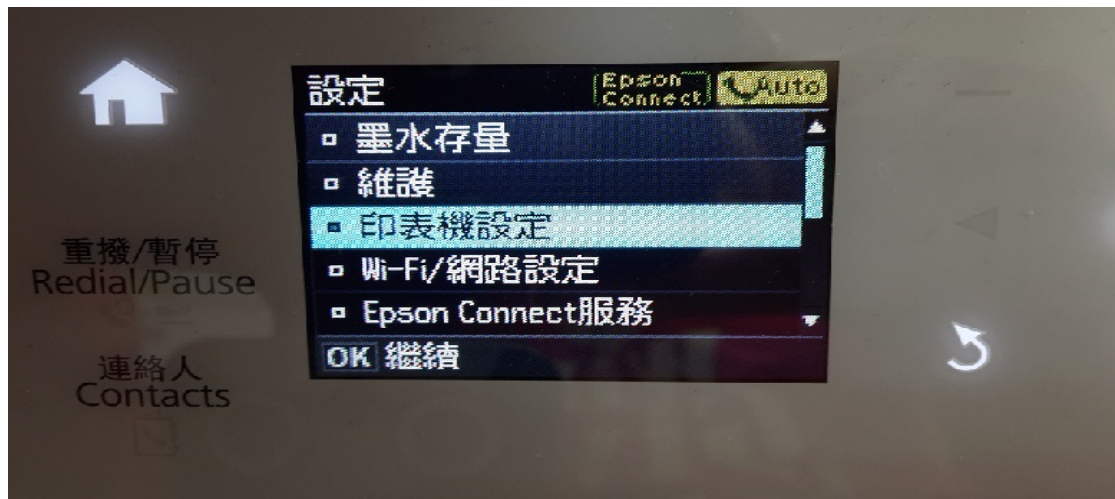 設定
Epson Connect
Auto
墨水存量
維護
印表機設定
Wi-Fi/網路設定
Epson Connect服務
OK 繼續
重撥/暫停
Redial/Pause
連絡人
Contacts